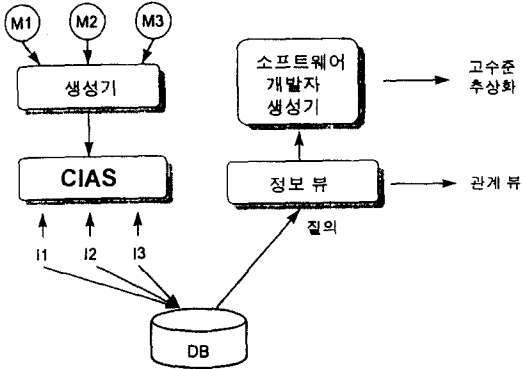 M1 M2 M3
생성기
CIAS
I1 I2 I3
DB
소프트웨어
개발자
생성기
고수준
추상화
정보 뷰
관계 뷰
질의